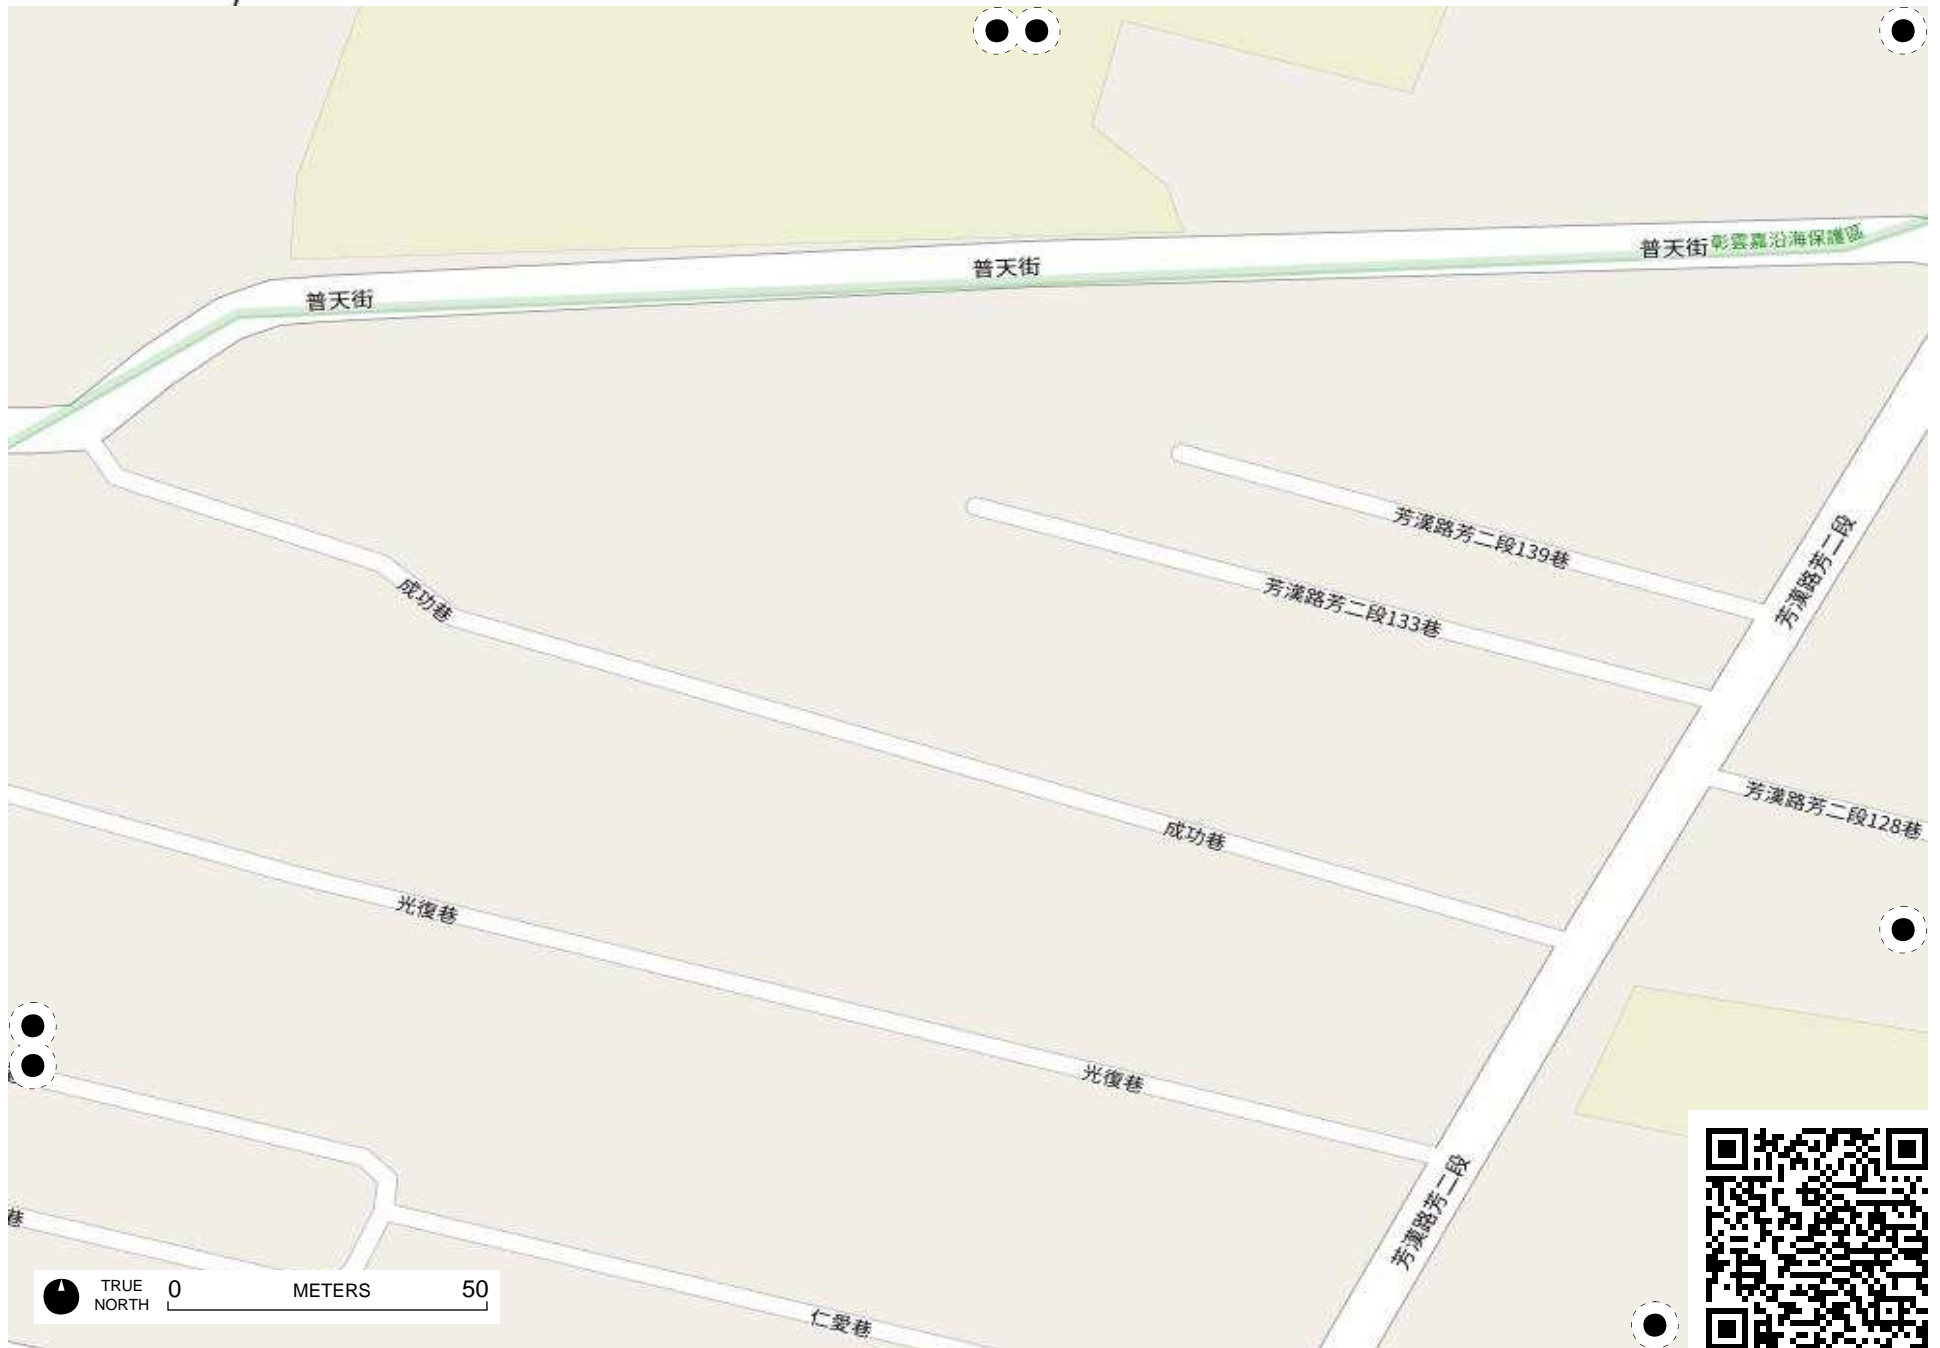 普天街彰雲嘉沿海保護區
普天街
普天街
芳漢路芳二段139巷
芳漢路芳二段
芳漢路芳二段133巷
成功巷
芳漢路芳二段128巷
成功巷
光復巷
光復巷
芳漢路芳二段
巷
仁愛巷
TRUE NORTH
0 METERS 50